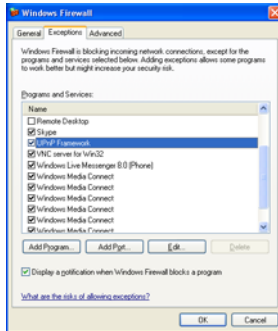 Windows Firewall
General Exceptions Advanced
Windows Firewall is blocking incoming network connections, except for the
programs and services selected below. Adding exceptions allows some programs
to work better but might increase your security risk.
Programs and Services:
Name
Remote Desktop
Skype
UPnP Framework
VNC server for Win32
Windows Live Messenger 8.0 (Phone)
Windows Media Connect
Windows Media Connect
Windows Media Connect
Windows Media Connect
Windows Media Connect
Windows Media Connect
Add Program... Add Port... Edit... Delete
Display a notification when Windows Firewall blocks a program
What are the risks of allowing exceptions?
OK Cancel